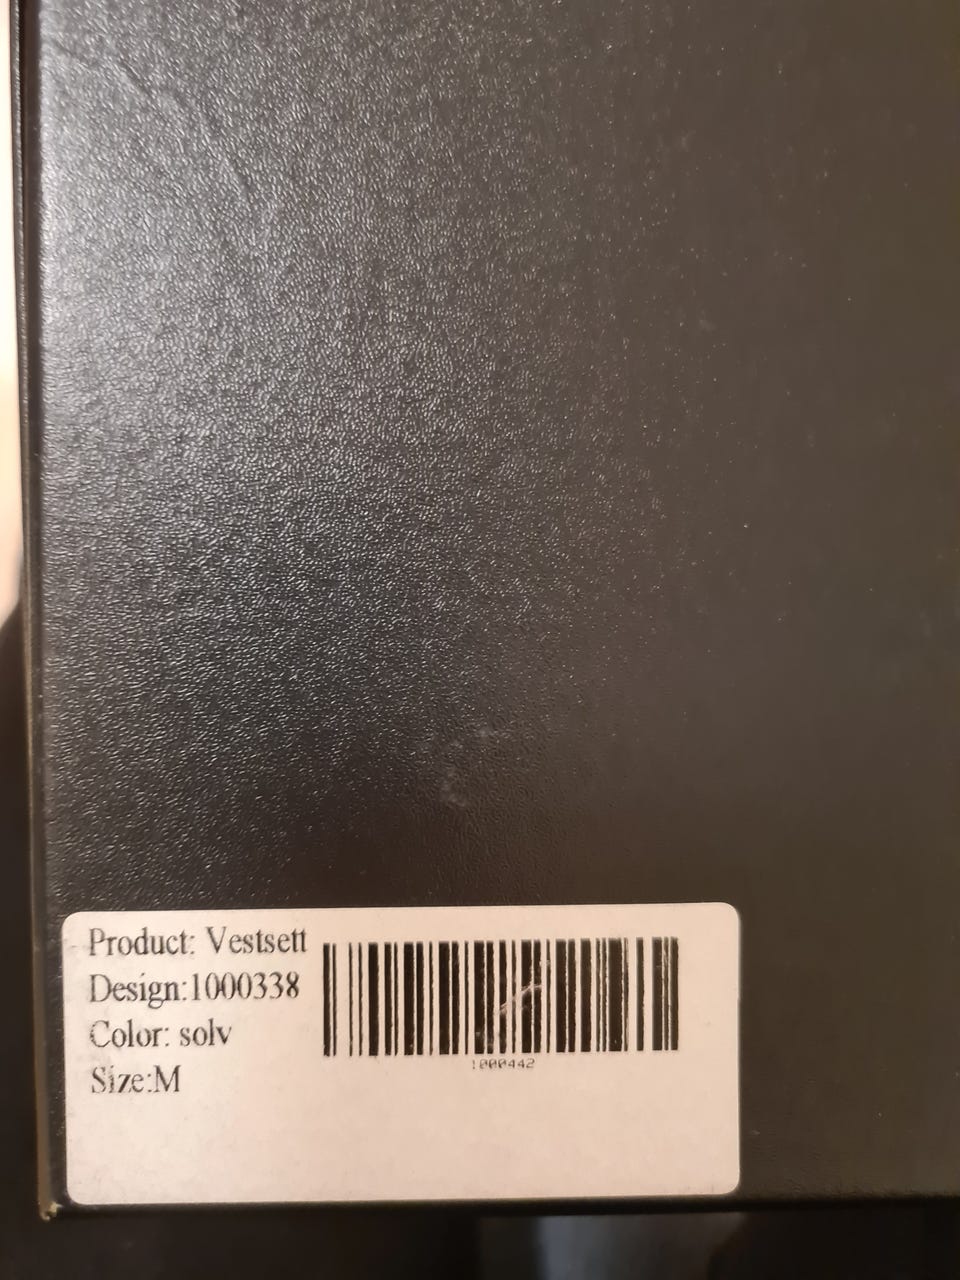 Product: Vestsett
Design:1000338
Color: solv
Size:M
1000442